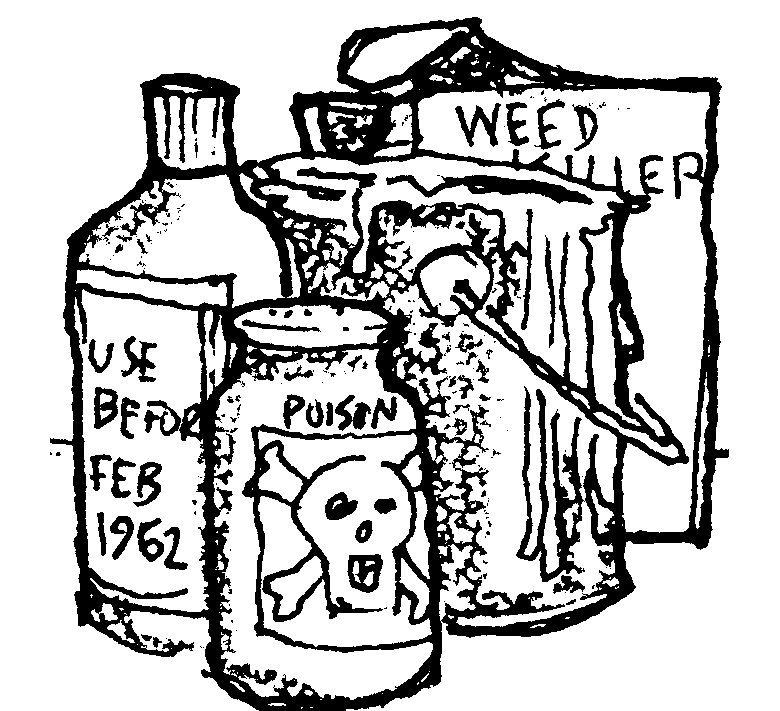 WEED
KILLER
USE
BEFOR
FEB
1962
POISON